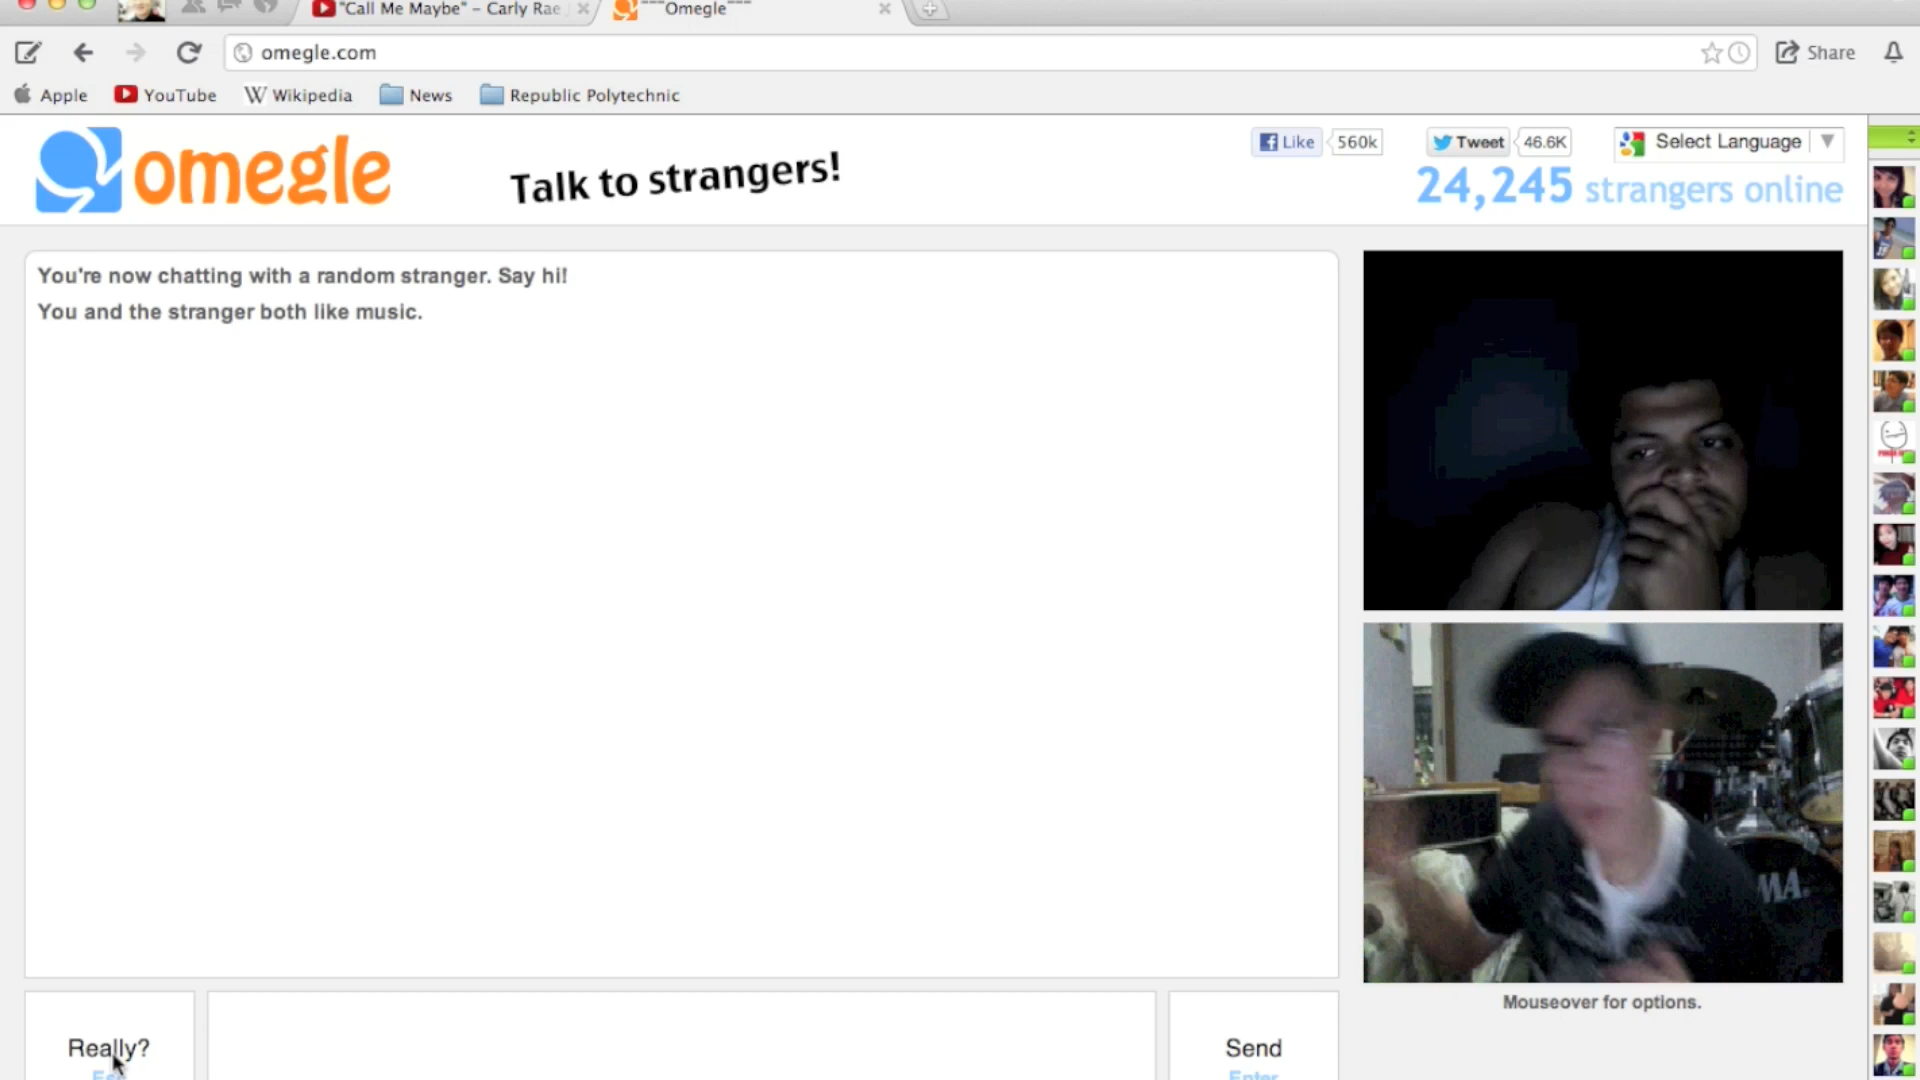 "Call Me Maybe" – Carly Rae
Omegle
omegle.com
Share
Apple
YouTube
Wikipedia
News
Republic Polytechnic
omegle
Talk to strangers!
Like 560k
Tweet 46.6K
Select Language
24,245 strangers online
You're now chatting with a random stranger. Say hi!
You and the stranger both like music.
Mouseover for options.
Really?
Esc
Send
Enter